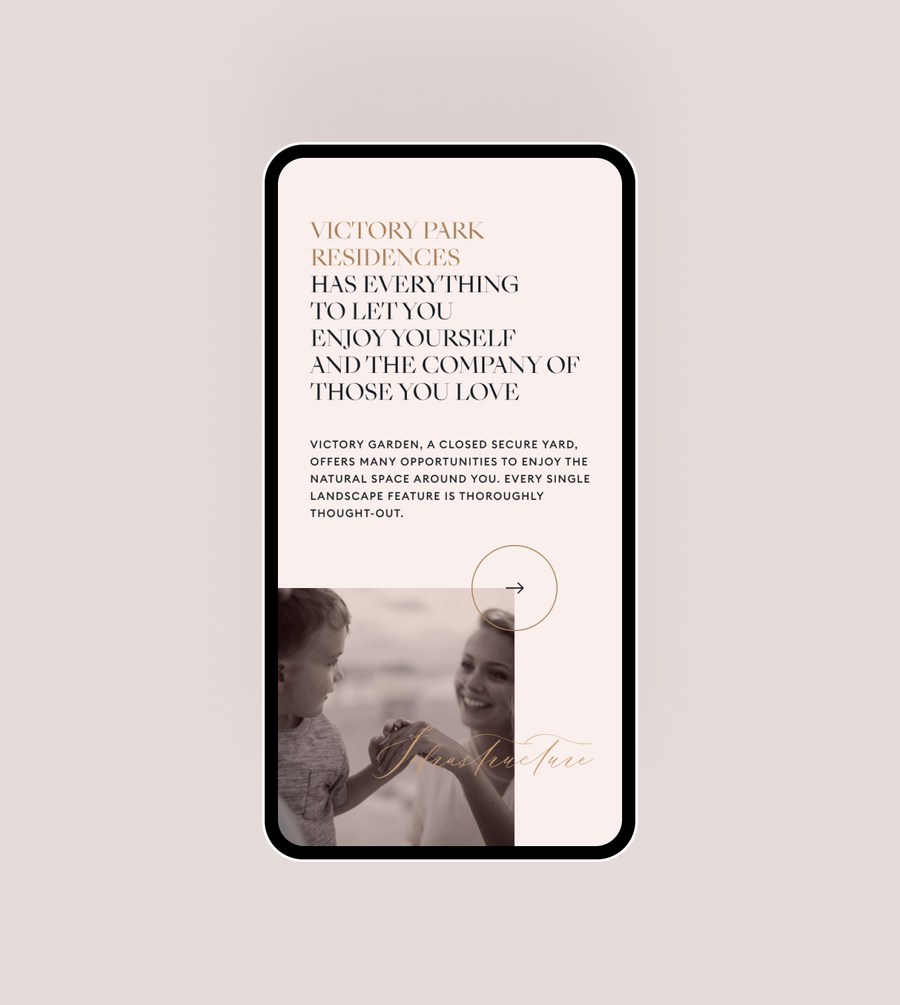 VICTORY PARK
RESIDENCES
HAS EVERYTHING
TO LET YOU
ENJOY YOURSELF
AND THE COMPANY OF
THOSE YOU LOVE
VICTORY GARDEN, A CLOSED SECURE YARD,
OFFERS MANY OPPORTUNITIES TO ENJOY THE
NATURAL SPACE AROUND YOU. EVERY SINGLE
LANDSCAPE FEATURE IS THOROUGHLY
THOUGHT-OUT.
Infrastructure